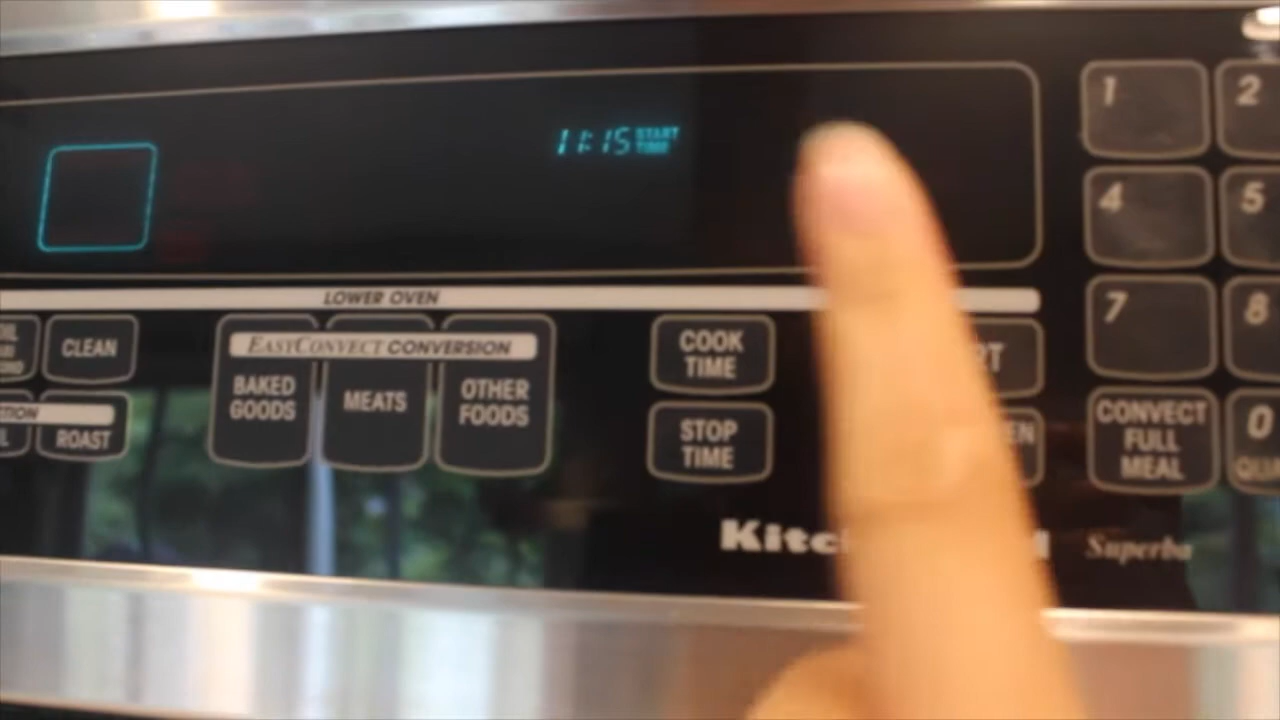 11:15 START
TIME
1
2
4
5
7
8
LOWER OVEN
CLEAN
EASYCONVECT CONVERSION
BAKED
GOODS
MEATS
OTHER
FOODS
COOK
TIME
STOP
TIME
ROAST
CONVECT
FULL
MEAL
0
Superba